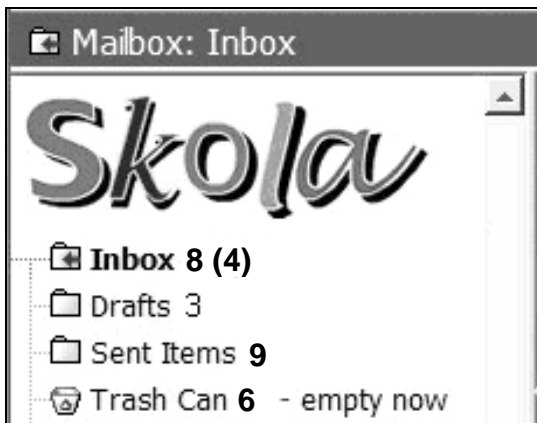 Mailbox: Inbox
Skola
Inbox 8 (4)
Drafts 3
Sent Items 9
Trash Can 6 - empty now